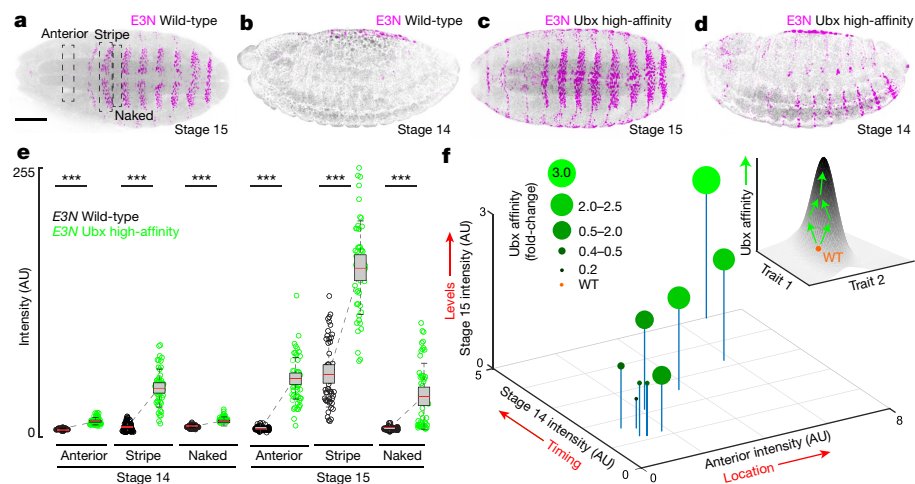 a
E3N Wild-type
Anterior
Stripe
Naked
Stage 15
b
E3N Wild-type
Stage 14
c
E3N Ubx high-affinity
Stage 15
d
E3N Ubx high-affinity
Stage 14
e
255
0
Intensity (AU)
*** *** *** *** *** ***
E3N Wild-type
E3N Ubx high-affinity
Anterior Stripe Naked Anterior Stripe Naked
Stage 14 Stage 15
f
Levels
Stage 15 intensity (AU)
3
0
5
Stage 14 intensity (AU)
Timing
0
0
Anterior intensity (AU)
Location
8
Ubx affinity
(fold-change)
3.0
2.0–2.5
0.5–2.0
0.4–0.5
0.2
WT
Ubx affinity
WT
Trait 1
Trait 2